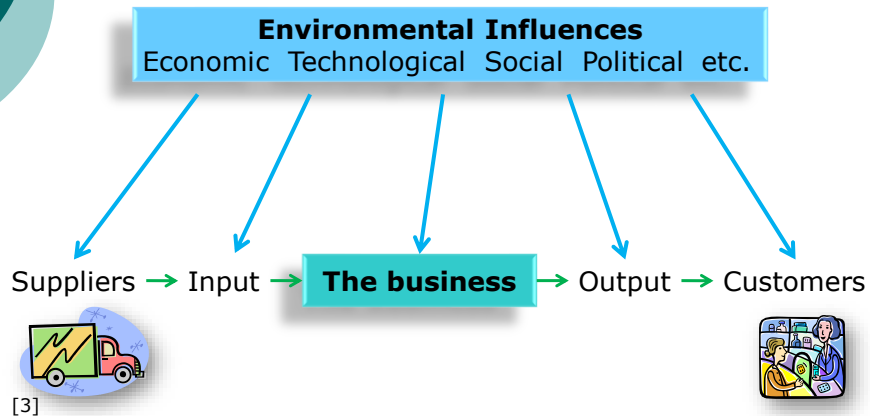 Environmental Influences
Economic Technological Social Political etc.
Suppliers → Input → The business → Output → Customers
[3]